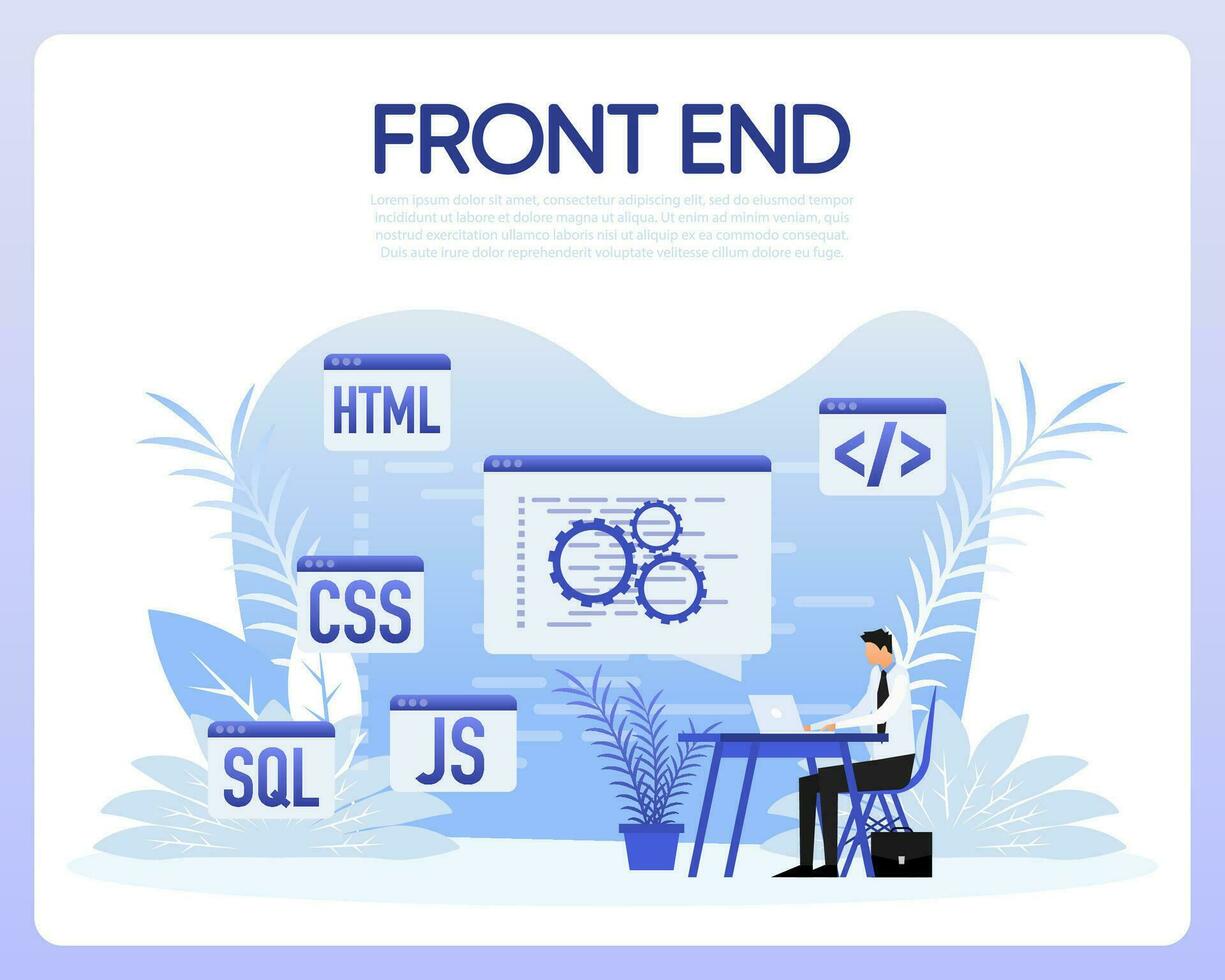 FRONT END
Lorem ipsum dolor sit amet, consectetur adipiscing elit, sed do eiusmod tempor
incididunt ut labore et dolore magna ut aliqua. Ut enim ad minim veniam, quis
nostrud exercitation ullamco laboris nisi ut aliquip ex ea commodo consequat.
Duis aute irure dolor reprehenderit voluptate velitesse cillum dolore eu fuge.
HTML
</>
CSS
JS
SQL